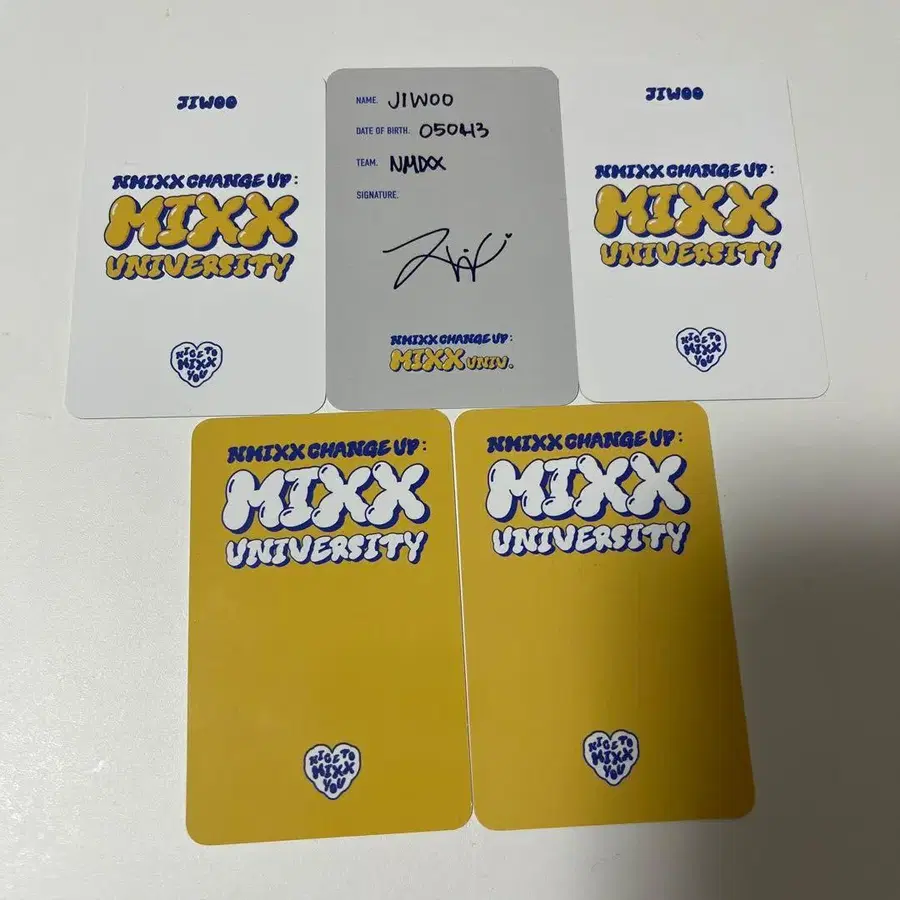 JIWOO
NMIXX CHANGE UP:
MIXX
UNIVERSITY
NICE TO
MIXX
YOU
NAME. JIWOO
DATE OF BIRTH. 050413
TEAM. NMIXX
SIGNATURE.
NMIXX CHANGE UP:
MIXX UNIV.
JIWOO
NMIXX CHANGE UP:
MIXX
UNIVERSITY
NICE TO
MIXX
YOU
NMIXX CHANGE UP:
MIXX
UNIVERSITY
NICE TO
MIXX
YOU
NMIXX CHANGE UP:
MIXX
UNIVERSITY
NICE TO
MIXX
YOU